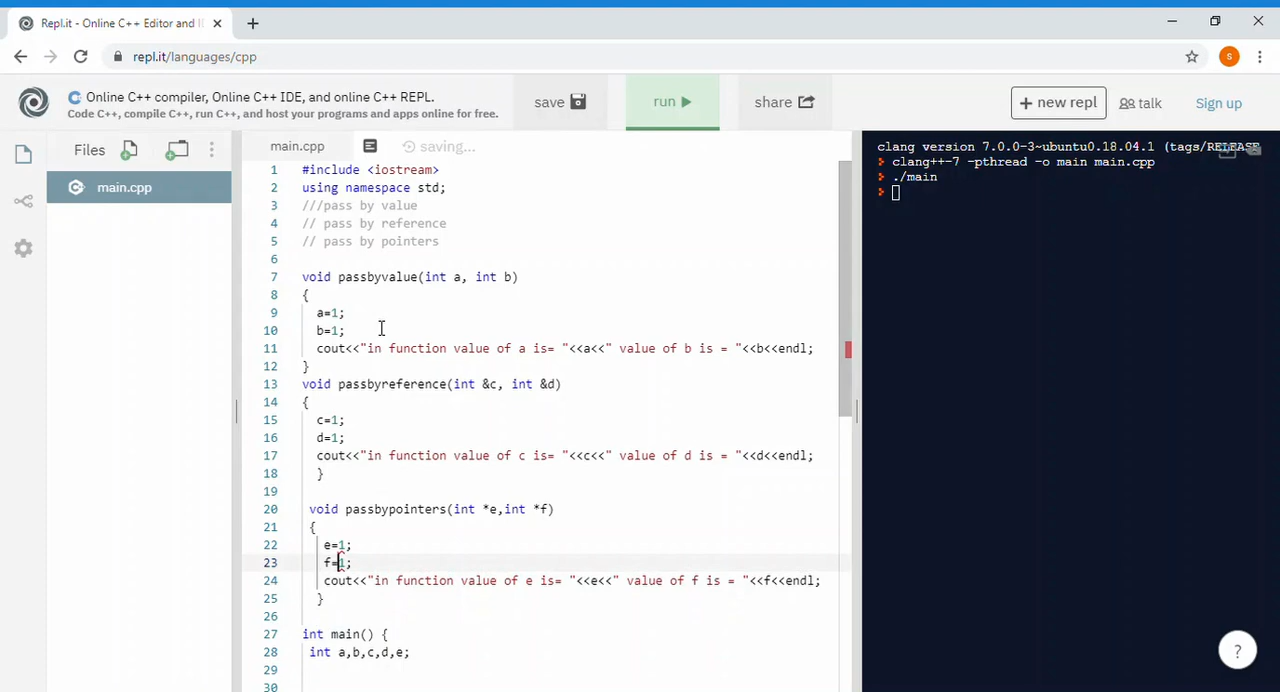 Repl.it - Online C++ Editor and I
repl.it/languages/cpp
S
Online C++ compiler, Online C++ IDE, and online C++ REPL.
Code C++, compile C++, run C++, and host your programs and apps online for free.
save
run
share
+ new repl
talk
Sign up
Files
main.cpp
main.cpp
saving...
1 #include <iostream>
2 using namespace std;
3 ///pass by value
4 // pass by reference
5 // pass by pointers
6
7 void passbyvalue(int a, int b)
8 {
9 a=1;
10 b=1;
11 cout<<"in function value of a is= "<<a<<" value of b is = "<<b<<endl;
12 }
13 void passbyreference(int &c, int &d)
14 {
15 c=1;
16 d=1;
17 cout<<"in function value of c is= "<<c<<" value of d is = "<<d<<endl;
18 }
19
20 void passbypointers(int *e,int *f)
21 {
22 e=1;
23 f=1;
24 cout<<"in function value of e is= "<<e<<" value of f is = "<<f<<endl;
25 }
26
27 int main() {
28 int a,b,c,d,e;
29
30
clang version 7.0.0-3~ubuntu0.18.04.1 (tags/RELEASE
clang++-7 -pthread -o main main.cpp
./main
?